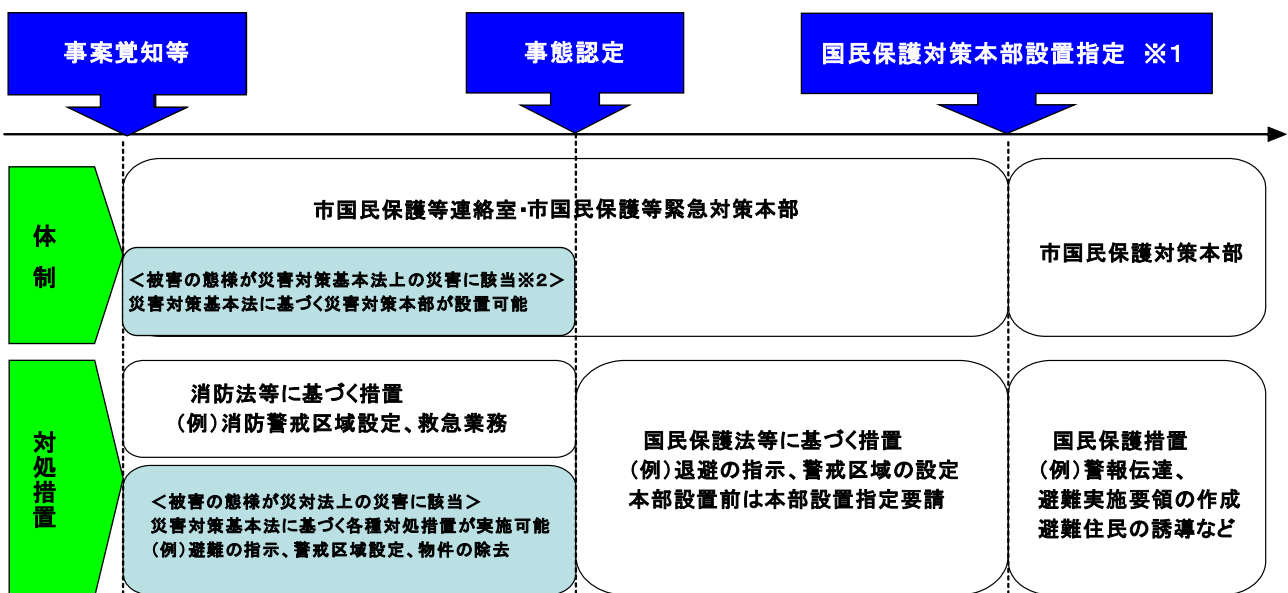 事案覚知等
事態認定
国民保護対策本部設置指定 ※1
体制
市国民保護等連絡室・市国民保護等緊急対策本部
<被害の態様が災害対策基本法上の災害に該当※2>
災害対策基本法に基づく災害対策本部が設置可能
市国民保護対策本部
対処措置
消防法等に基づく措置
(例)消防警戒区域設定、救急業務
<被害の態様が災対法上の災害に該当>
災害対策基本法に基づく各種対処措置が実施可能
(例)避難の指示、警戒区域設定、物件の除去
国民保護法等に基づく措置
(例)退避の指示、警戒区域の設定
本部設置前は本部設置指定要請
国民保護措置
(例)警報伝達、
避難実施要領の作成
避難住民の誘導など